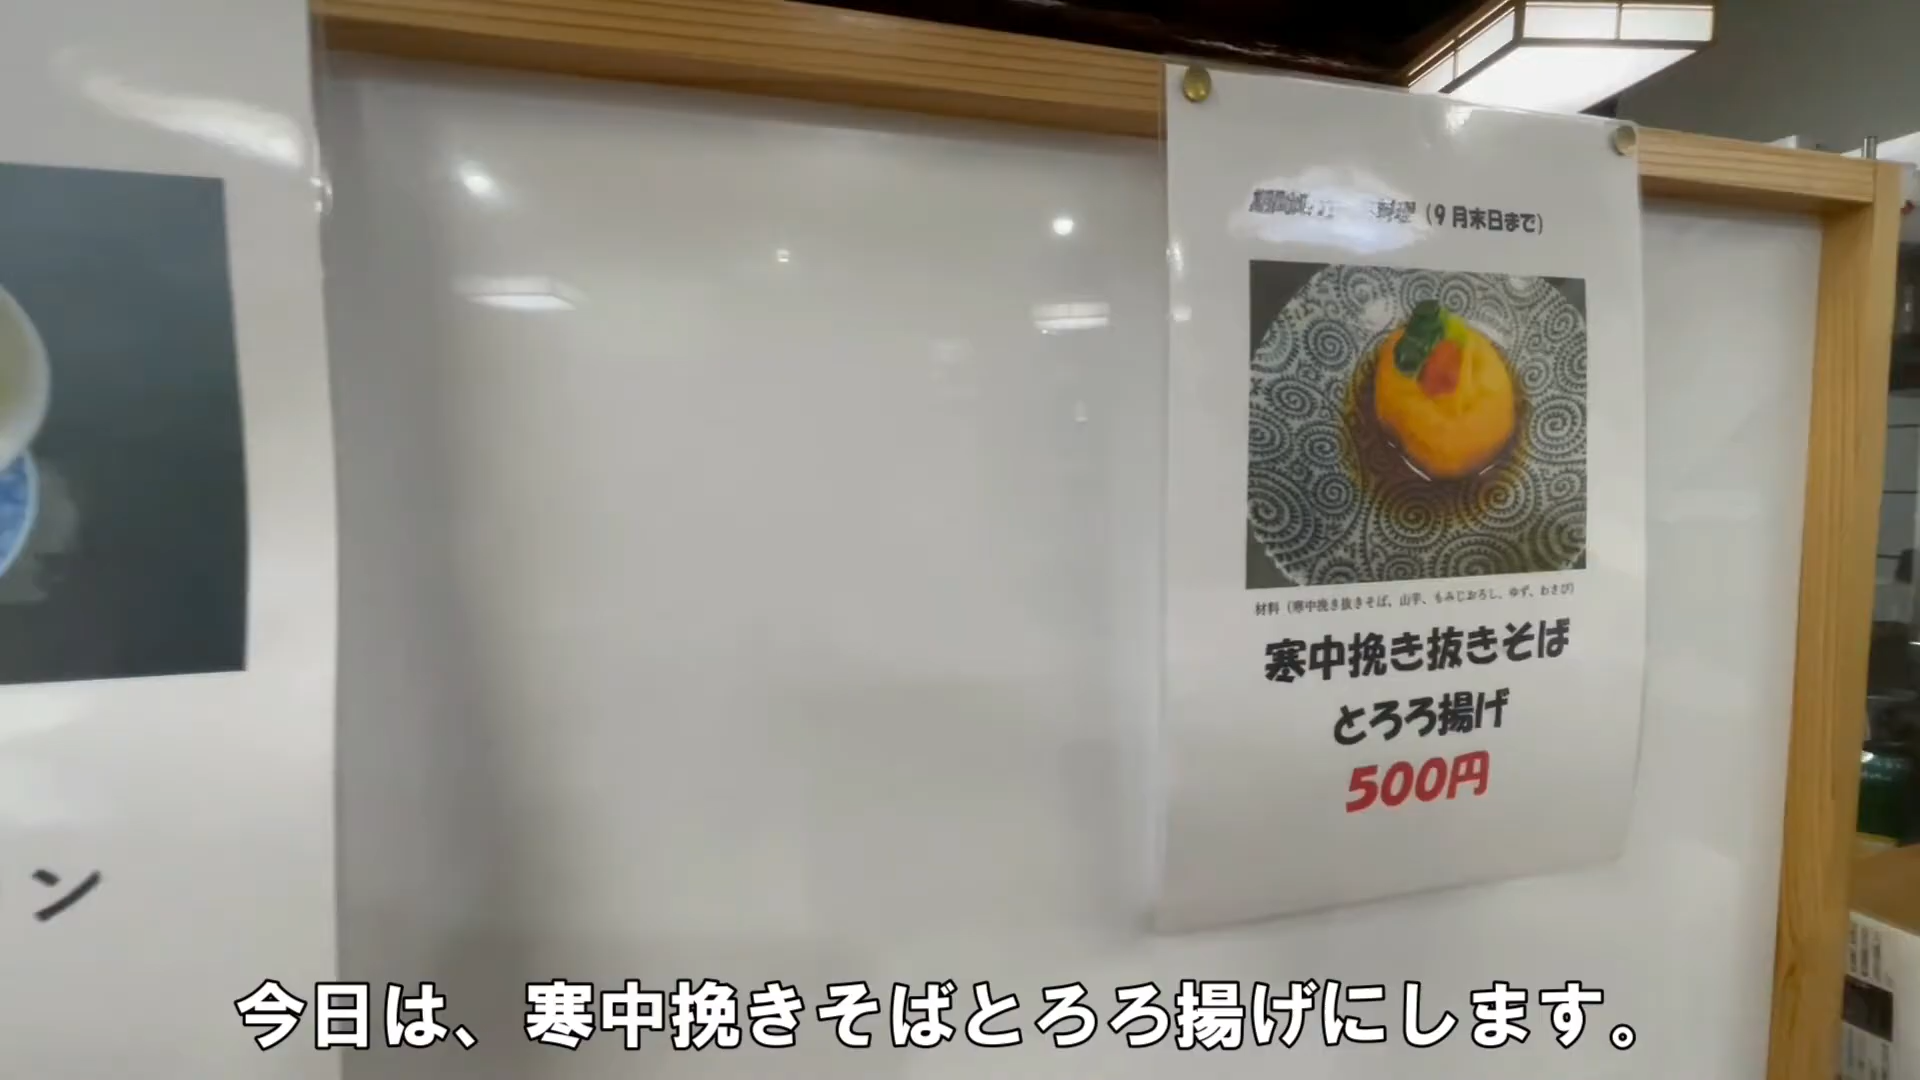 料理（9月末日まで）
材料（寒中挽き抜きそば、山芋、もみじおろし、ゆず、わさび）
寒中挽き抜きそば
とろろ揚げ
500円
ン
今日は、寒中挽きそばとろろ揚げにします。